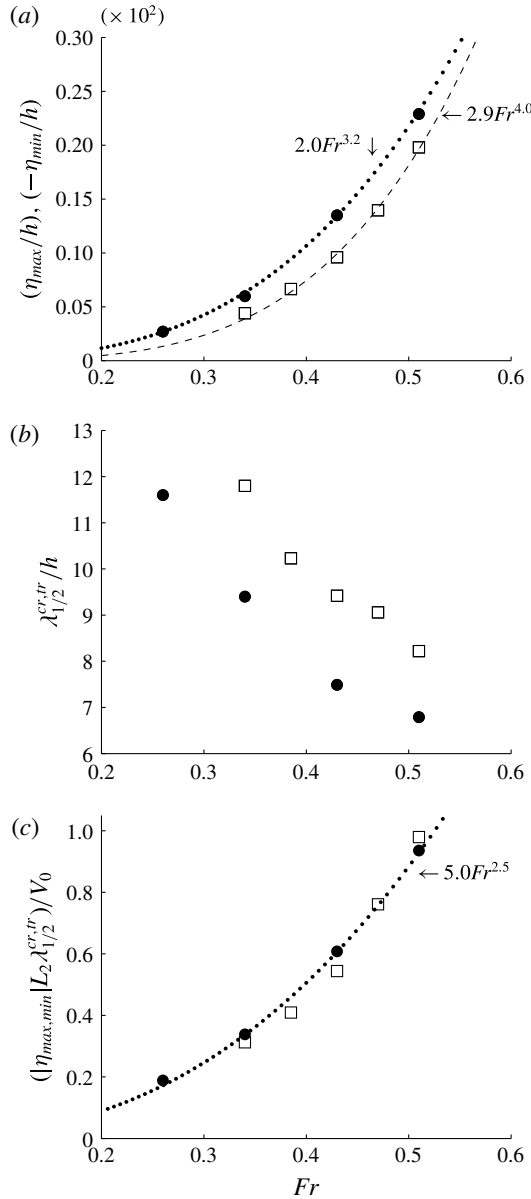 (a) (× 10²)
0.30
0.25
0.20
0.15
0.10
0.05
0
(η_max/h), (−η_min/h)
2.0Fr^3.2 ↓
← 2.9Fr^4.0
0.2 0.3 0.4 0.5 0.6
(b)
13
12
11
10
9
8
7
6
λ_{1/2}^{cr,tr}/h
0.2 0.3 0.4 0.5 0.6
(c)
1.0
0.8
0.6
0.4
0.2
0
(|η_{max,min}|L_2λ_{1/2}^{cr,tr})/V_0
← 5.0Fr^2.5
0.2 0.3 0.4 0.5 0.6
Fr